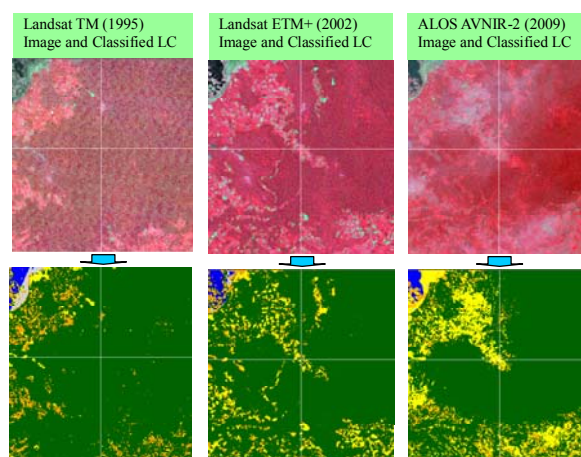 Landsat TM (1995)
Image and Classified LC
Landsat ETM+ (2002)
Image and Classified LC
ALOS AVNIR-2 (2009)
Image and Classified LC